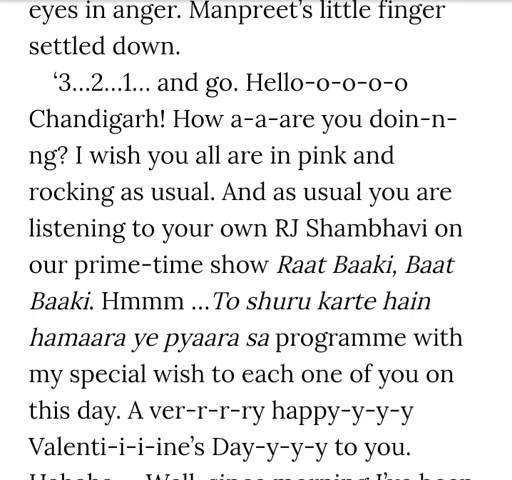 eyes in anger. Manpreet’s little finger
settled down.
‘3…2…1… and go. Hello-o-o-o-o
Chandigarh! How a-a-are you doin-n-
ng? I wish you all are in pink and
rocking as usual. And as usual you are
listening to your own RJ Shambhavi on
our prime-time show Raat Baaki, Baat
Baaki. Hmmm …To shuru karte hain
hamaara ye pyaara sa programme with
my special wish to each one of you on
this day. A ver-r-r-ry happy-y-y-y
Valenti-i-i-ine’s Day-y-y-y to you.